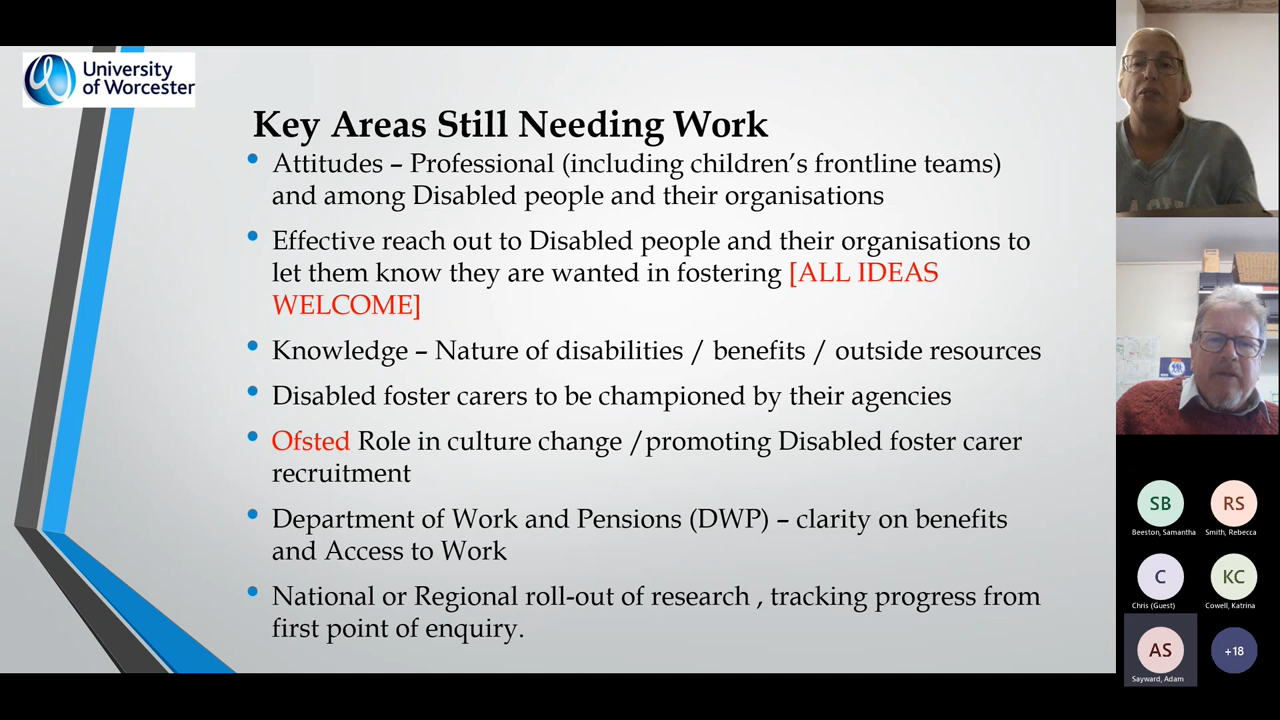 University
of Worcester
Key Areas Still Needing Work
• Attitudes – Professional (including children’s frontline teams)
and among Disabled people and their organisations
• Effective reach out to Disabled people and their organisations to
let them know they are wanted in fostering [ALL IDEAS
WELCOME]
• Knowledge – Nature of disabilities / benefits / outside resources
• Disabled foster carers to be championed by their agencies
• Ofsted Role in culture change /promoting Disabled foster carer
recruitment
• Department of Work and Pensions (DWP) – clarity on benefits
and Access to Work
• National or Regional roll-out of research , tracking progress from
first point of enquiry.
SB
Beeston, Samantha
RS
Smith, Rebecca
C
Chris (Guest)
KC
Cowell, Katrina
AS
Sayward, Adam
+18